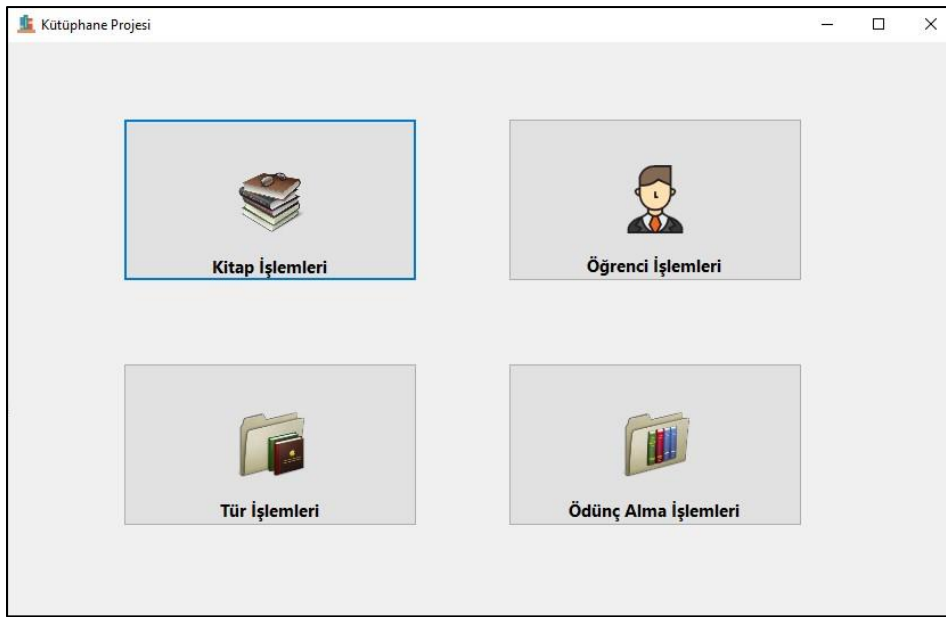 Kütüphane Projesi
Kitap İşlemleri
Öğrenci İşlemleri
Tür İşlemleri
Ödünç Alma İşlemleri